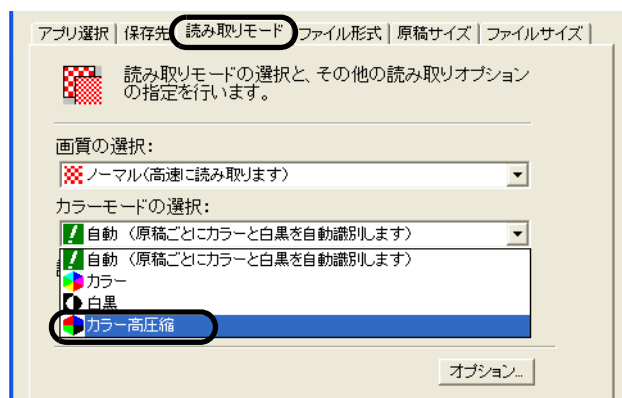 アプリ選択 保存先 読み取りモード ファイル形式 原稿サイズ ファイルサイズ
読み取りモードの選択と、その他の読み取りオプション
の指定を行います。
画質の選択:
ノーマル(高速に読み取ります)
カラーモードの選択:
自動 (原稿ごとにカラーと白黒を自動識別します)
自動 (原稿ごとにカラーと白黒を自動識別します)
カラー
白黒
カラー高圧縮
オプション...